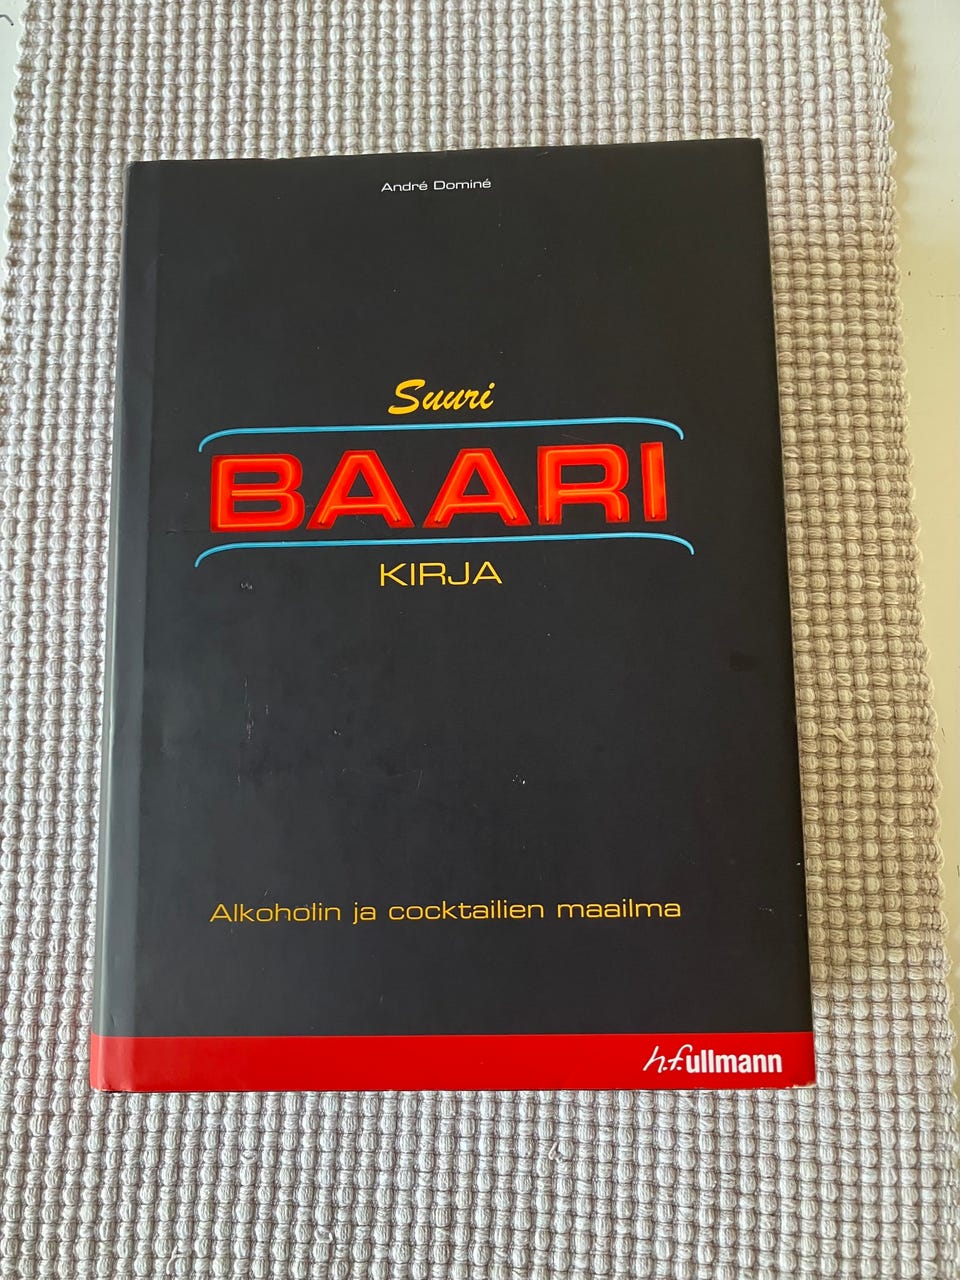 André Dominé
Suuri
BAARI
KIRJA
Alkoholin ja cocktailien maailma
h.f.ullmann